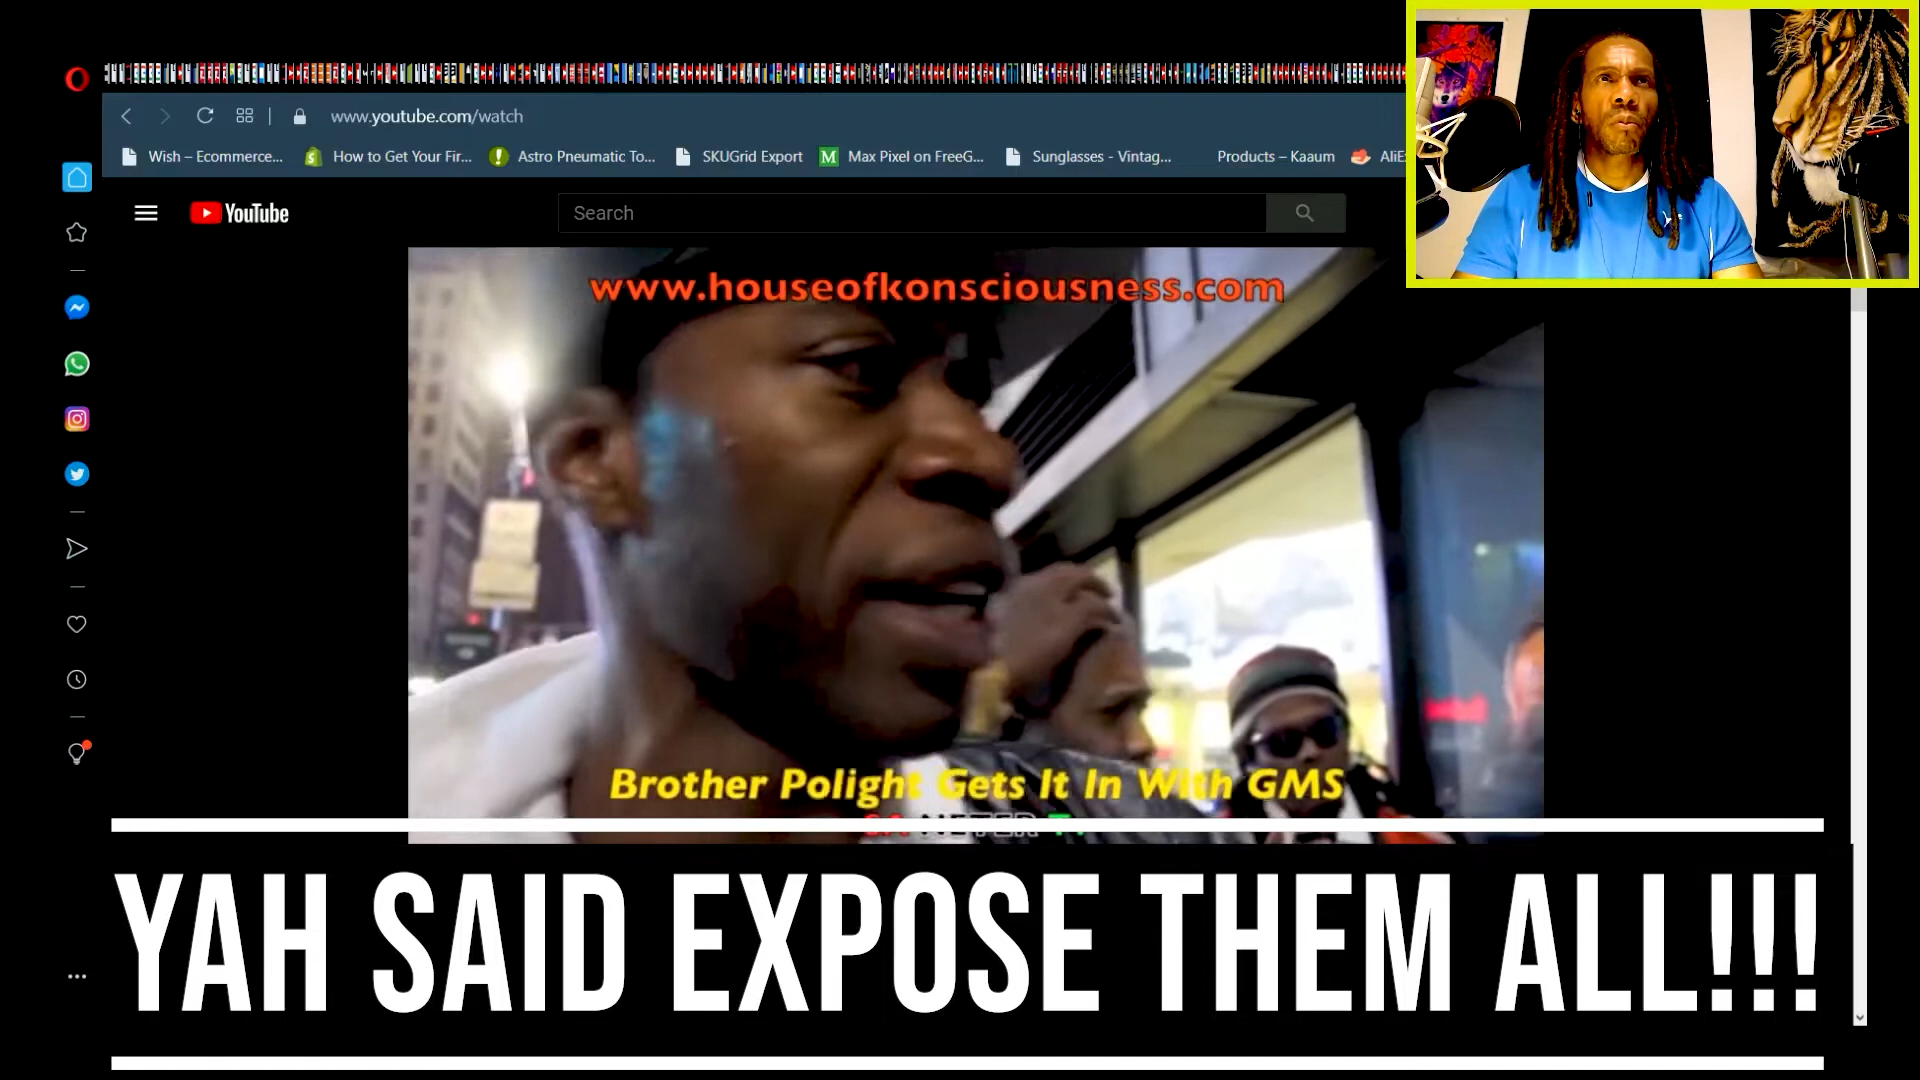 www.youtube.com/watch
Wish – Ecommerce... How to Get Your Fir... Astro Pneumatic To... SKUGrid Export Max Pixel on FreeG... Sunglasses - Vintag... Products – Kaaum AliE
YouTube
Search
www.houseofkonsciousness.com
Brother Polight Gets It In With GMS
YAH SAID EXPOSE THEM ALL!!!